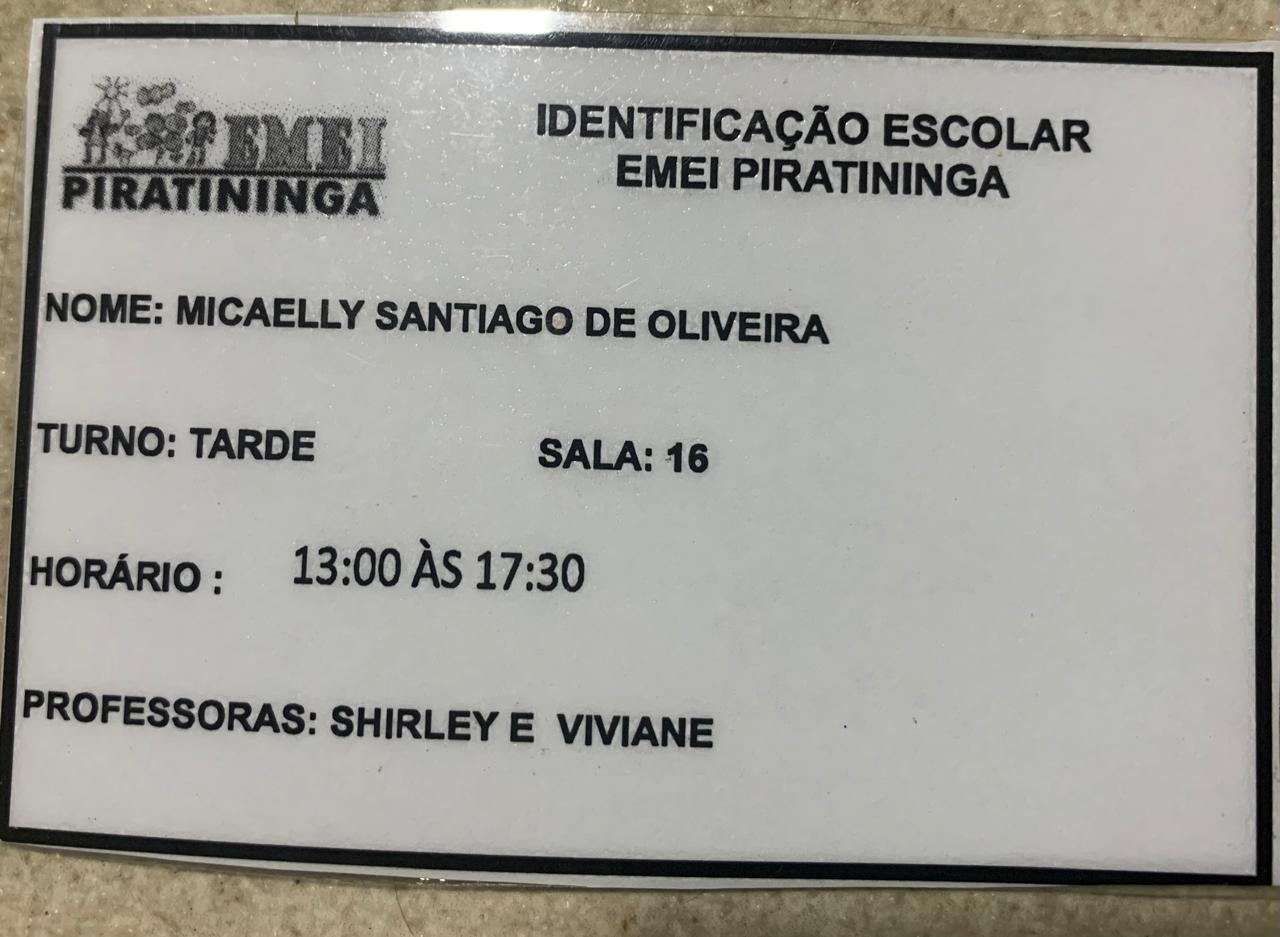 EMEI
PIRATININGA
IDENTIFICAÇÃO ESCOLAR
EMEI PIRATININGA
NOME: MICAELLY SANTIAGO DE OLIVEIRA
TURNO: TARDE SALA: 16
HORÁRIO : 13:00 ÀS 17:30
PROFESSORAS: SHIRLEY E VIVIANE